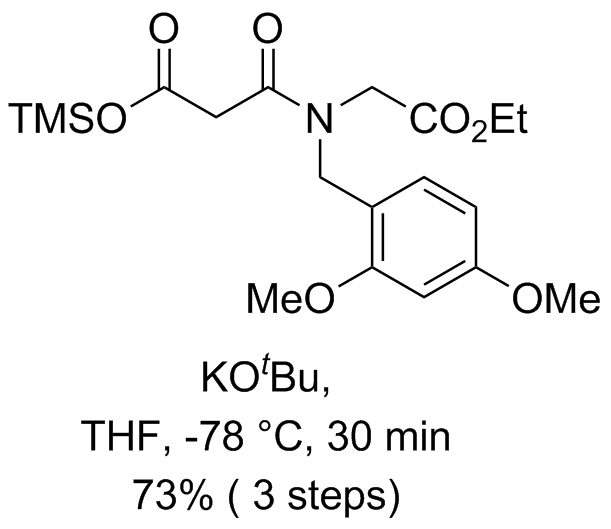 O O
TMSO N CO₂Et
MeO OMe
KOᵗBu,
THF, -78 °C, 30 min
73% ( 3 steps)